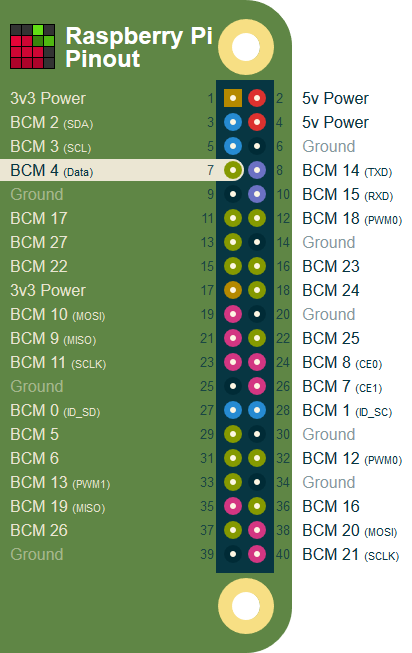 Raspberry Pi
Pinout
3v3 Power 1 2 5v Power
BCM 2 (SDA) 3 4 5v Power
BCM 3 (SCL) 5 6 Ground
BCM 4 (Data) 7 8 BCM 14 (TXD)
Ground 9 10 BCM 15 (RXD)
BCM 17 11 12 BCM 18 (PWM0)
BCM 27 13 14 Ground
BCM 22 15 16 BCM 23
3v3 Power 17 18 BCM 24
BCM 10 (MOSI) 19 20 Ground
BCM 9 (MISO) 21 22 BCM 25
BCM 11 (SCLK) 23 24 BCM 8 (CE0)
Ground 25 26 BCM 7 (CE1)
BCM 0 (ID_SD) 27 28 BCM 1 (ID_SC)
BCM 5 29 30 Ground
BCM 6 31 32 BCM 12 (PWM0)
BCM 13 (PWM1) 33 34 Ground
BCM 19 (MISO) 35 36 BCM 16
BCM 26 37 38 BCM 20 (MOSI)
Ground 39 40 BCM 21 (SCLK)